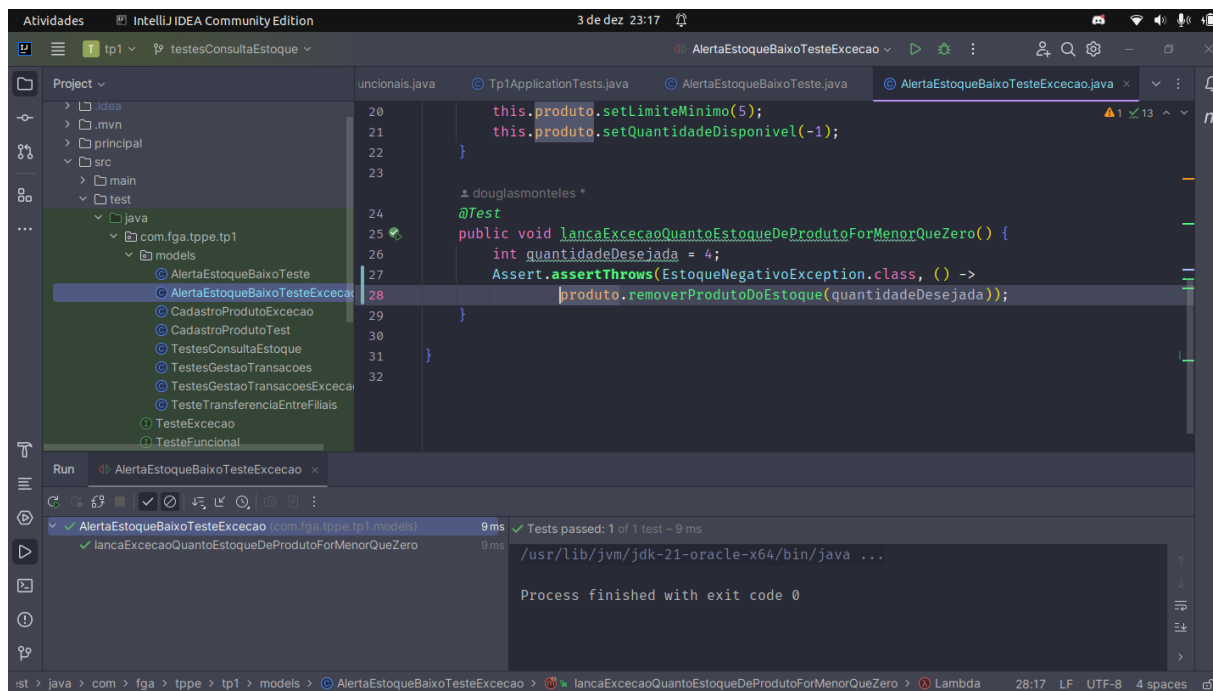 Atividades IntelliJ IDEA Community Edition 3 de dez 23:17
tp1 testesConsultaEstoque AlertaEstoqueBaixoTesteExcecao
Project
uncionais.java Tp1ApplicationTests.java AlertaEstoqueBaixoTeste.java AlertaEstoqueBaixoTesteExcecao.java
.idea
.mvn
principal
src
main
test
java
com.fga.tppe.tp1
models
AlertaEstoqueBaixoTeste
AlertaEstoqueBaixoTesteExcecao
CadastroProdutoExcecao
CadastroProdutoTest
TestesConsultaEstoque
TestesGestaoTransacoes
TestesGestaoTransacoesExcecao
TesteTransferenciaEntreFiliais
TesteExcecao
TesteFuncional
1 13
20 this.produto.setLimiteMinimo(5);
21 this.produto.setQuantidadeDisponivel(-1);
22 }
23
douglasmonteles *
24 @Test
25 public void lancaExcecaoQuantoEstoqueDeProdutoForMenorQueZero() {
26 int quantidadeDesejada = 4;
27 Assert.assertThrows(EstoqueNegativoException.class, () ->
28 produto.removerProdutoDoEstoque(quantidadeDesejada));
29 }
30
31 }
32
Run AlertaEstoqueBaixoTesteExcecao
AlertaEstoqueBaixoTesteExcecao (com.fga.tppe.tp1.models) 9 ms
lancaExcecaoQuantoEstoqueDeProdutoForMenorQueZero 9 ms
Tests passed: 1 of 1 test – 9 ms
/usr/lib/jvm/jdk-21-oracle-x64/bin/java ...
Process finished with exit code 0
est > java > com > fga > tppe > tp1 > models > AlertaEstoqueBaixoTesteExcecao > lancaExcecaoQuantoEstoqueDeProdutoForMenorQueZero > Lambda 28:17 LF UTF-8 4 spaces